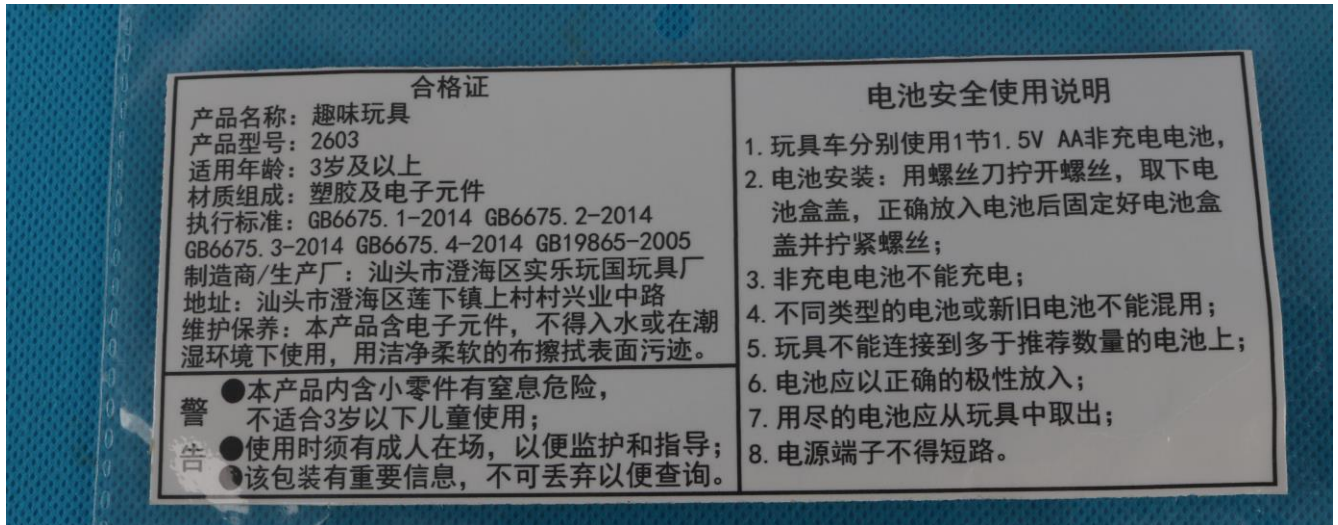 合格证
产品名称：趣味玩具
产品型号：2603
适用年龄：3岁及以上
材质组成：塑胶及电子元件
执行标准：GB6675.1-2014 GB6675.2-2014
GB6675.3-2014 GB6675.4-2014 GB19865-2005
制造商/生产厂：汕头市澄海区实乐玩国玩具厂
地址：汕头市澄海区莲下镇上村村兴业中路
维护保养：本产品含电子元件，不得入水或在潮
湿环境下使用，用洁净柔软的布擦拭表面污迹。
警告
●本产品内含小零件有窒息危险，
不适合3岁以下儿童使用；
●使用时须有成人在场，以便监护和指导；
●该包装有重要信息，不可丢弃以便查询。
电池安全使用说明
1.玩具车分别使用1节1.5V AA非充电电池，
2.电池安装：用螺丝刀拧开螺丝，取下电
池盒盖，正确放入电池后固定好电池盒
盖并拧紧螺丝；
3.非充电电池不能充电；
4.不同类型的电池或新旧电池不能混用；
5.玩具不能连接到多于推荐数量的电池上；
6.电池应以正确的极性放入；
7.用尽的电池应从玩具中取出；
8.电源端子不得短路。